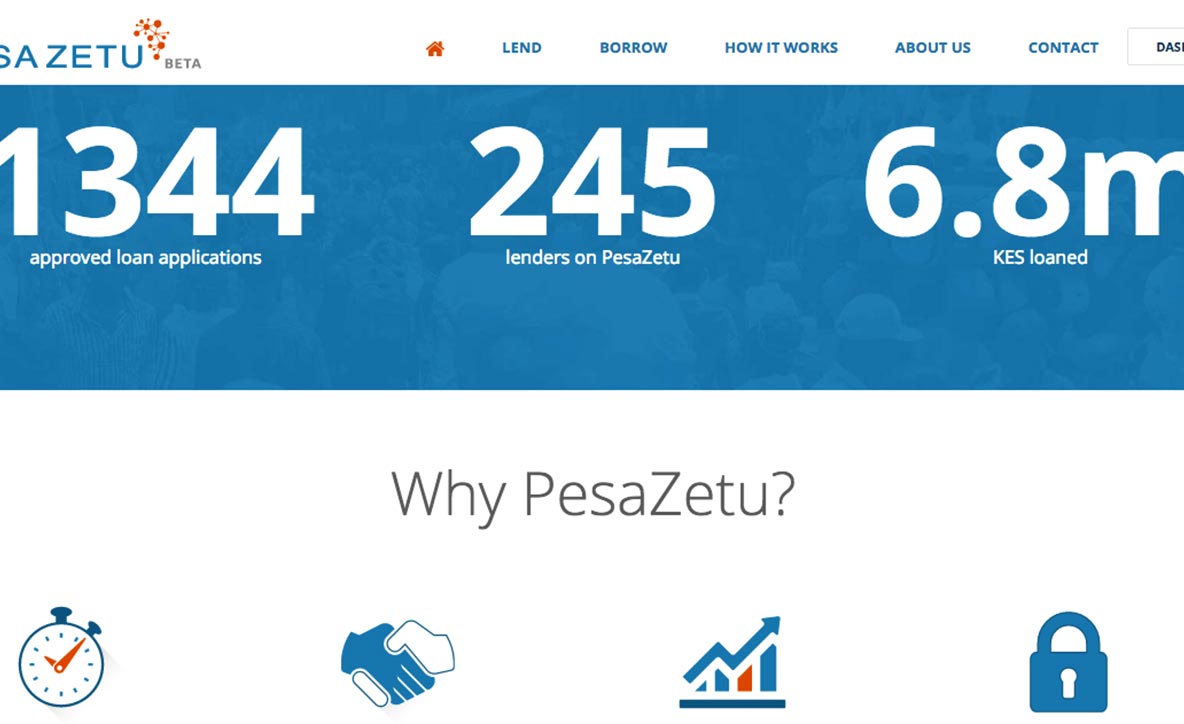 SA ZETU BETA
LEND BORROW HOW IT WORKS ABOUT US CONTACT DASH
1344 245 6.8m
approved loan applications lenders on PesaZetu KES loaned
Why PesaZetu?